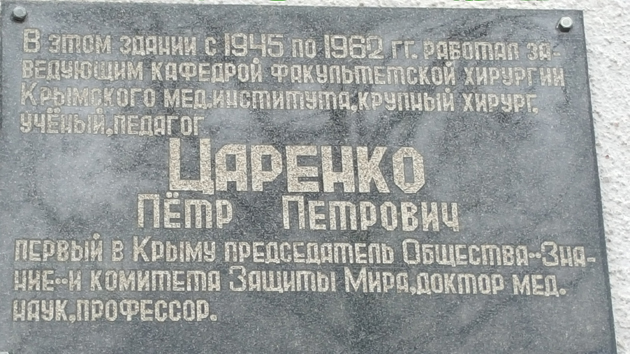 В этом здании с 1945 по 1962 гг. работал за-
ведующим кафедрой факультетской хирургии
Крымского мед.института,крупный хирург,
учёный,педагог
Царенко
Пётр Петрович
первый в Крыму председатель Общества-"Зна-
ние"-и комитета Защиты Мира,доктор мед.
наук,профессор.